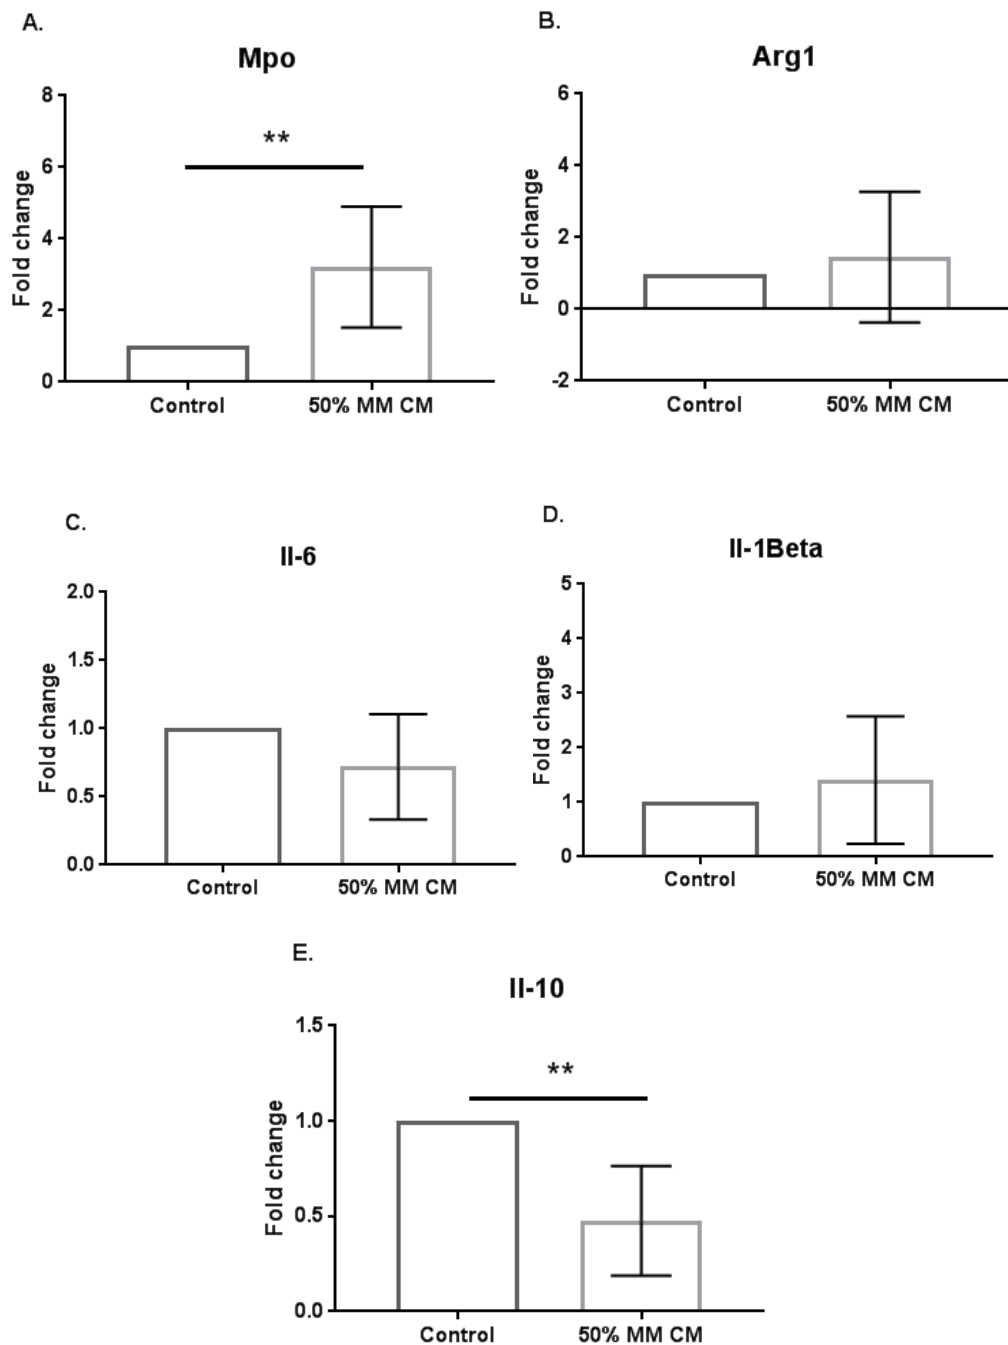 A.
Mpo
8
6
4
2
0
Fold change
**
Control 50% MM CM
B.
Arg1
6
4
2
0
-2
Fold change
Control 50% MM CM
C.
Il-6
2.0
1.5
1.0
0.5
0.0
Fold change
Control 50% MM CM
D.
Il-1Beta
5
4
3
2
1
0
Fold change
Control 50% MM CM
E.
Il-10
1.5
1.0
0.5
0.0
Fold change
**
Control 50% MM CM